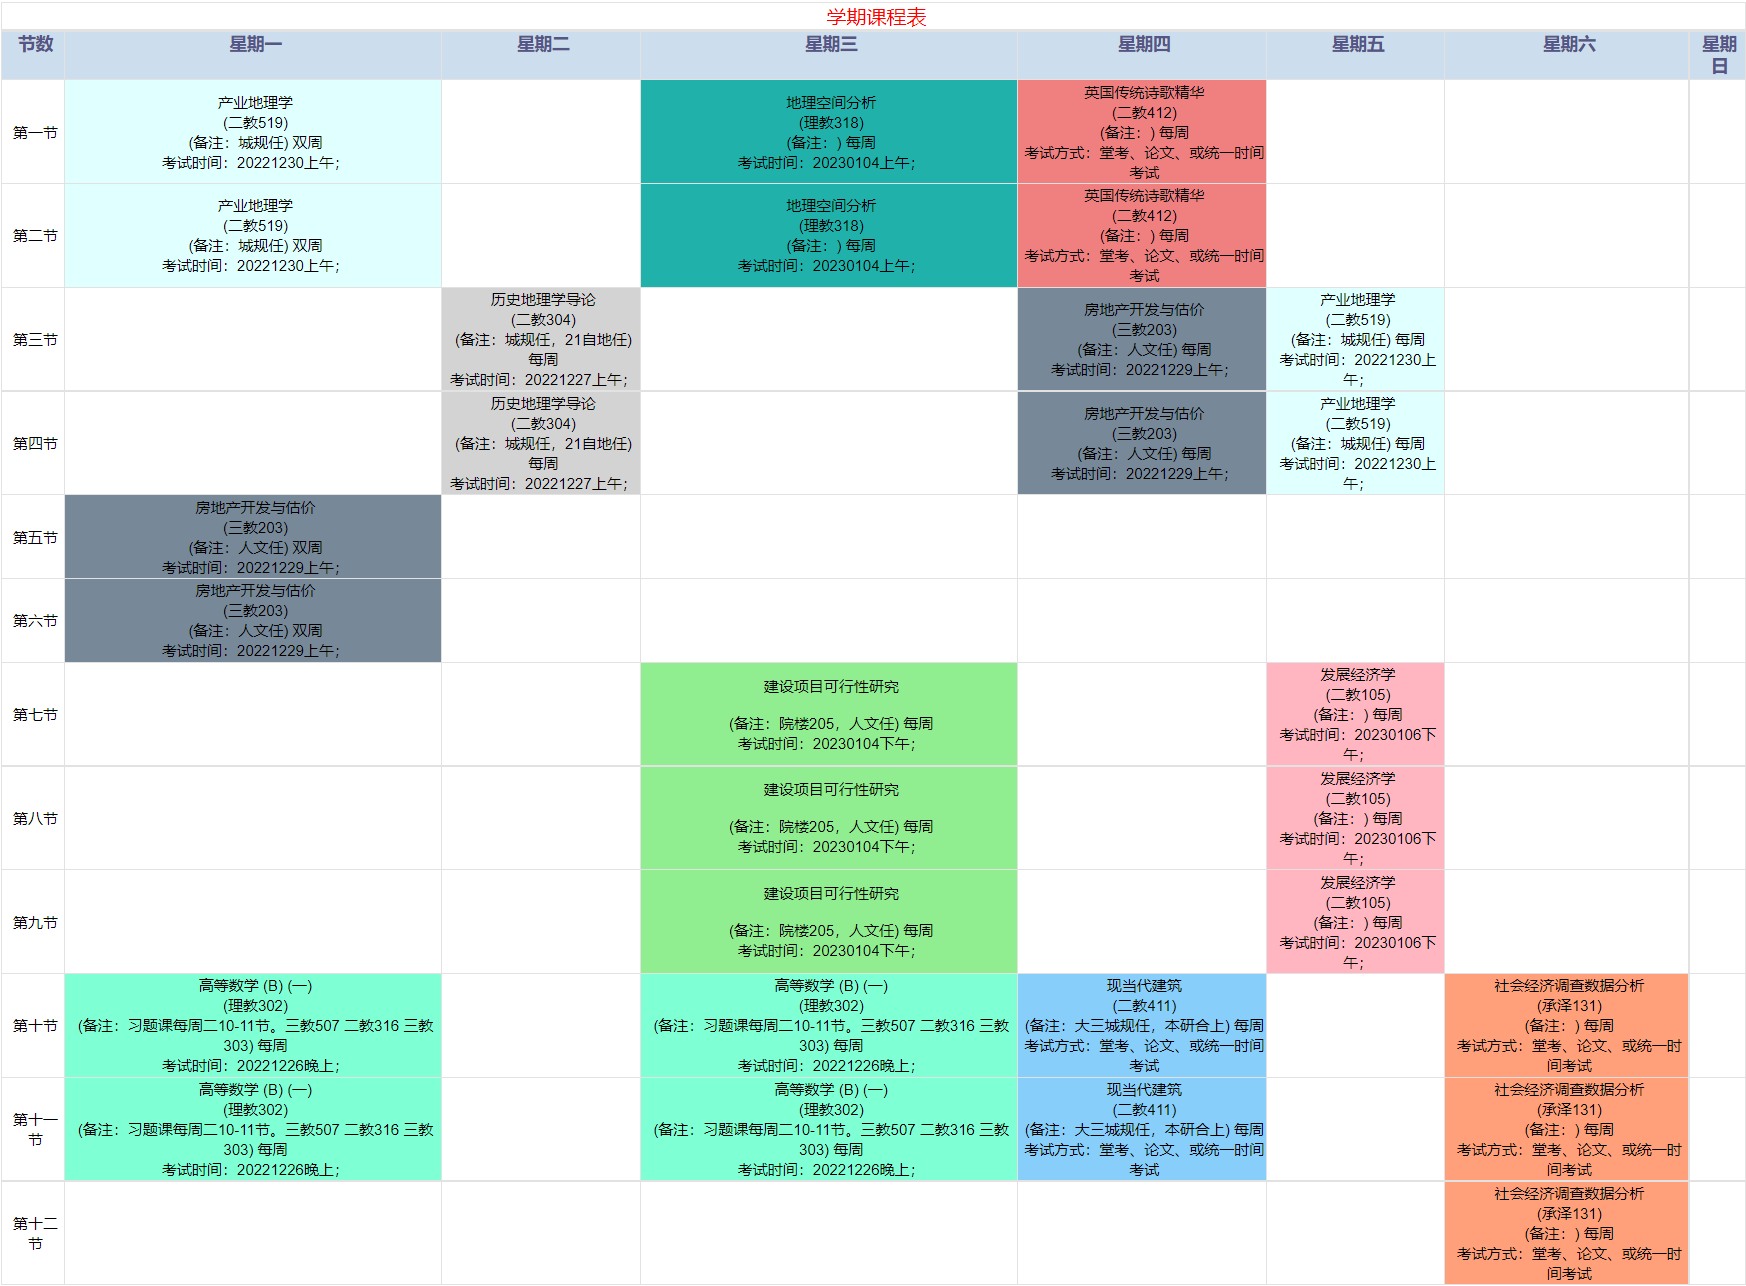 学期课程表
节数
星期一
星期二
星期三
星期四
星期五
星期六
星期
日
第一节
产业地理学
(二教519)
(备注：城规任) 双周
考试时间：20221230上午；
地理空间分析
(理教318)
(备注：) 每周
考试时间：20230104上午；
英国传统诗歌精华
(二教412)
(备注：) 每周
考试方式：堂考、论文、或统一时间
考试
第二节
产业地理学
(二教519)
(备注：城规任) 双周
考试时间：20221230上午；
地理空间分析
(理教318)
(备注：) 每周
考试时间：20230104上午；
英国传统诗歌精华
(二教412)
(备注：) 每周
考试方式：堂考、论文、或统一时间
考试
第三节
历史地理学导论
(二教304)
(备注：城规任，21自地任)
每周
考试时间：20221227上午；
房地产开发与估价
(三教203)
(备注：人文任) 每周
考试时间：20221229上午；
产业地理学
(二教519)
(备注：城规任) 每周
考试时间：20221230上
午；
第四节
历史地理学导论
(二教304)
(备注：城规任，21自地任)
每周
考试时间：20221227上午；
房地产开发与估价
(三教203)
(备注：人文任) 每周
考试时间：20221229上午；
产业地理学
(二教519)
(备注：城规任) 每周
考试时间：20221230上
午；
第五节
房地产开发与估价
(三教203)
(备注：人文任) 双周
考试时间：20221229上午；
第六节
房地产开发与估价
(三教203)
(备注：人文任) 双周
考试时间：20221229上午；
第七节
建设项目可行性研究
(备注：院楼205，人文任) 每周
考试时间：20230104下午；
发展经济学
(二教105)
(备注：) 每周
考试时间：20230106下
午；
第八节
建设项目可行性研究
(备注：院楼205，人文任) 每周
考试时间：20230104下午；
发展经济学
(二教105)
(备注：) 每周
考试时间：20230106下
午；
第九节
建设项目可行性研究
(备注：院楼205，人文任) 每周
考试时间：20230104下午；
发展经济学
(二教105)
(备注：) 每周
考试时间：20230106下
午；
第十节
高等数学 (B) (一)
(理教302)
(备注：习题课每周二10-11节。三教507 二教316 三教
303) 每周
考试时间：20221226晚上；
高等数学 (B) (一)
(理教302)
(备注：习题课每周二10-11节。三教507 二教316 三教
303) 每周
考试时间：20221226晚上；
现当代建筑
(二教411)
(备注：大三城规任，本研合上) 每周
考试方式：堂考、论文、或统一时间
考试
社会经济调查数据分析
(承泽131)
(备注：) 每周
考试方式：堂考、论文、或统一时
间考试
第十一
节
高等数学 (B) (一)
(理教302)
(备注：习题课每周二10-11节。三教507 二教316 三教
303) 每周
考试时间：20221226晚上；
高等数学 (B) (一)
(理教302)
(备注：习题课每周二10-11节。三教507 二教316 三教
303) 每周
考试时间：20221226晚上；
现当代建筑
(二教411)
(备注：大三城规任，本研合上) 每周
考试方式：堂考、论文、或统一时间
考试
社会经济调查数据分析
(承泽131)
(备注：) 每周
考试方式：堂考、论文、或统一时
间考试
第十二
节
社会经济调查数据分析
(承泽131)
(备注：) 每周
考试方式：堂考、论文、或统一时
间考试